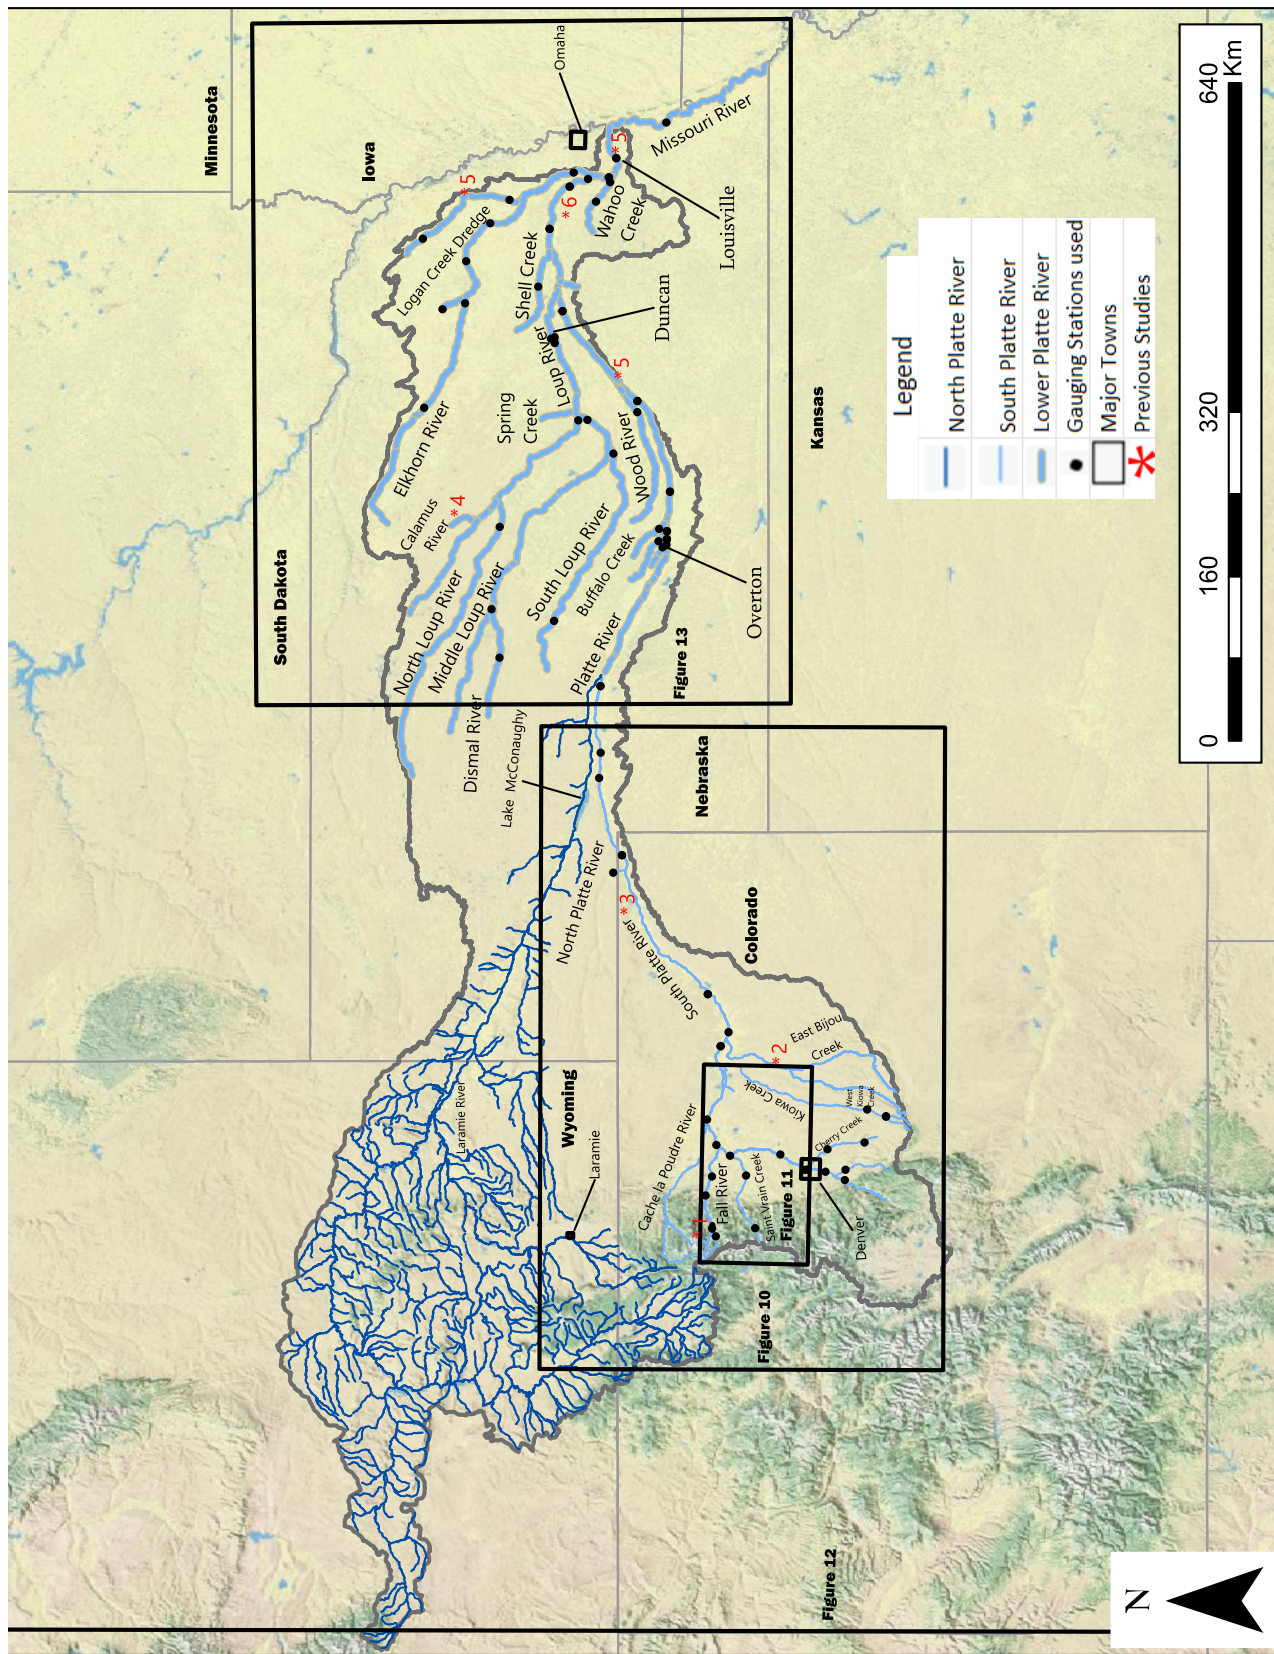 Minnesota
Iowa
South Dakota
Omaha
Missouri River
*5
*5
*6
Wahoo
Creek
Louisville
Logan Creek Dredge
Shell Creek
Duncan
Loup River
*5
Spring
Creek
Elkhorn River
Wood River
Calamus
River
*4
South Loup River
Buffalo Creek
Overton
North Loup River
Middle Loup River
Platte River
Dismal River
Figure 13
Kansas
Lake McConaughy
Nebraska
North Platte River
*3
South Platte River
Colorado
Laramie River
Wyoming
Laramie
East Bijou
Creek
*2
Kiowa Creek
West
Kiowa
Creek
Cherry Creek
Cache la Poudre River
Fall River
Saint Vrain Creek
*1
Figure 11
Denver
Figure 10
Figure 12
Legend
North Platte River
South Platte River
Lower Platte River
Gauging Stations used
Major Towns
Previous Studies
0
160
320
640
Km
N